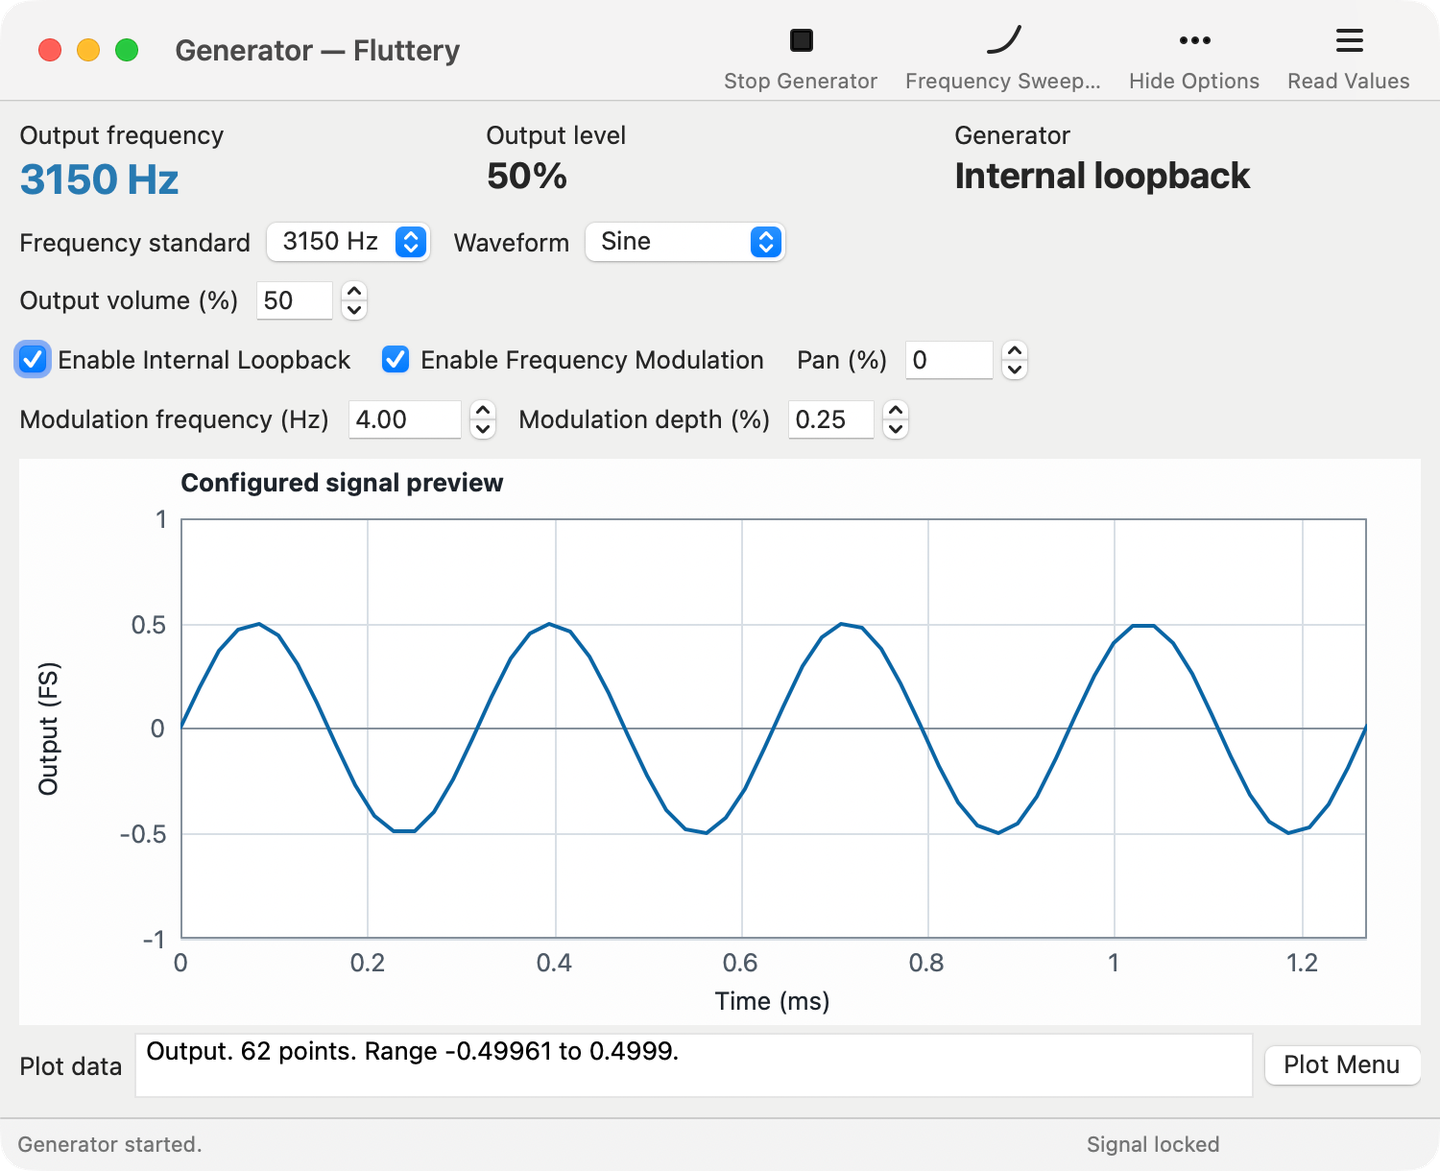 Generator — Fluttery
Stop Generator
Frequency Sweep...
Hide Options
Read Values
Output frequency
3150 Hz
Output level
50%
Generator
Internal loopback
Frequency standard 3150 Hz Waveform Sine
Output volume (%) 50
Enable Internal Loopback Enable Frequency Modulation Pan (%) 0
Modulation frequency (Hz) 4.00 Modulation depth (%) 0.25
Configured signal preview
1
0.5
0
-0.5
-1
Output (FS)
0 0.2 0.4 0.6 0.8 1 1.2
Time (ms)
Plot data Output. 62 points. Range -0.49961 to 0.4999. Plot Menu
Generator started. Signal locked